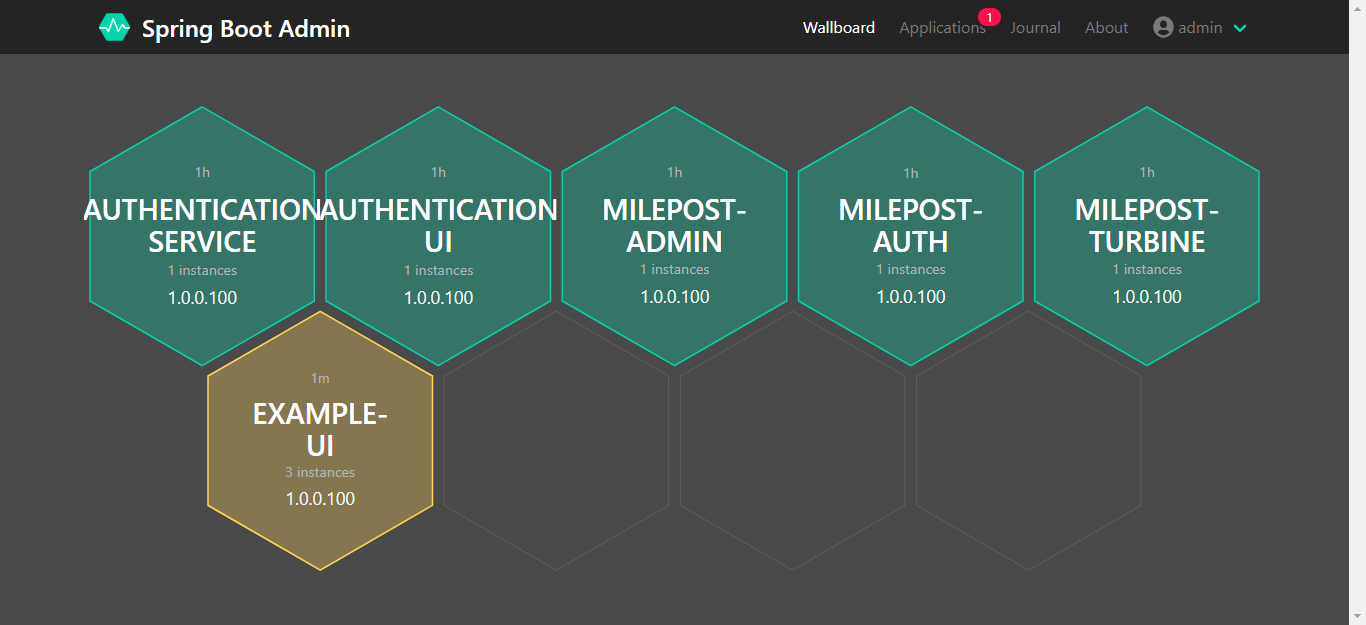 Spring Boot Admin
Wallboard
Applications
1
Journal
About
admin
1h
AUTHENTICATION
SERVICE
1 instances
1.0.0.100
1h
AUTHENTICATION
UI
1 instances
1.0.0.100
1h
MILEPOST-
ADMIN
1 instances
1.0.0.100
1h
MILEPOST-
AUTH
1 instances
1.0.0.100
1h
MILEPOST-
TURBINE
1 instances
1.0.0.100
1m
EXAMPLE-
UI
3 instances
1.0.0.100